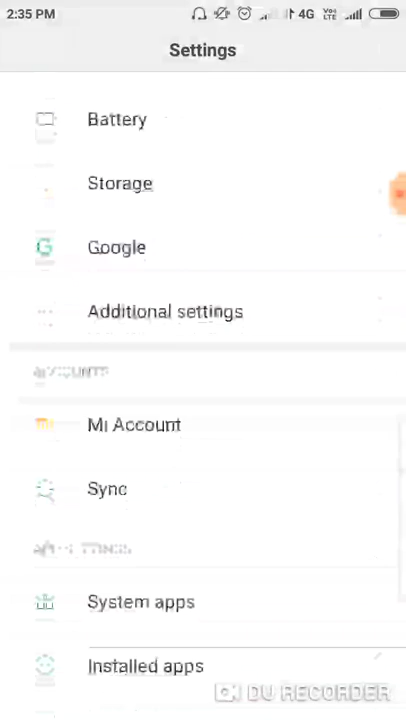 2:35 PM 4G
Settings
Battery
Storage
Google
Additional settings
ACCOUNTS
Mi Account
Sync
System apps
Installed apps
DU RECORDER